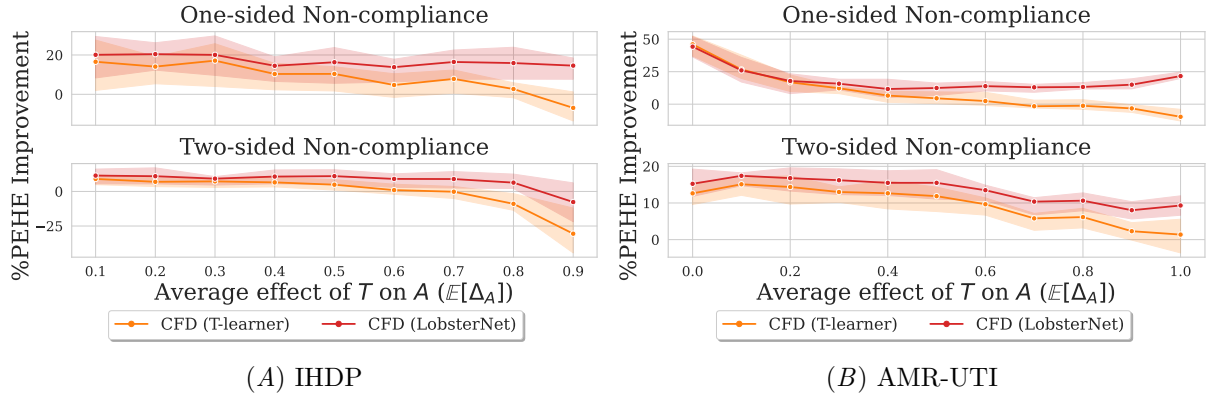 One-sided Non-compliance
20
0
Two-sided Non-compliance
0
−25
%PEHE Improvement
0.1 0.2 0.3 0.4 0.5 0.6 0.7 0.8 0.9
Average effect of T on A (𝔼[Δ_A])
CFD (T-learner) CFD (LobsterNet)
(A) IHDP
One-sided Non-compliance
50
25
0
Two-sided Non-compliance
20
10
0
%PEHE Improvement
0.0 0.2 0.4 0.6 0.8 1.0
Average effect of T on A (𝔼[Δ_A])
CFD (T-learner) CFD (LobsterNet)
(B) AMR-UTI